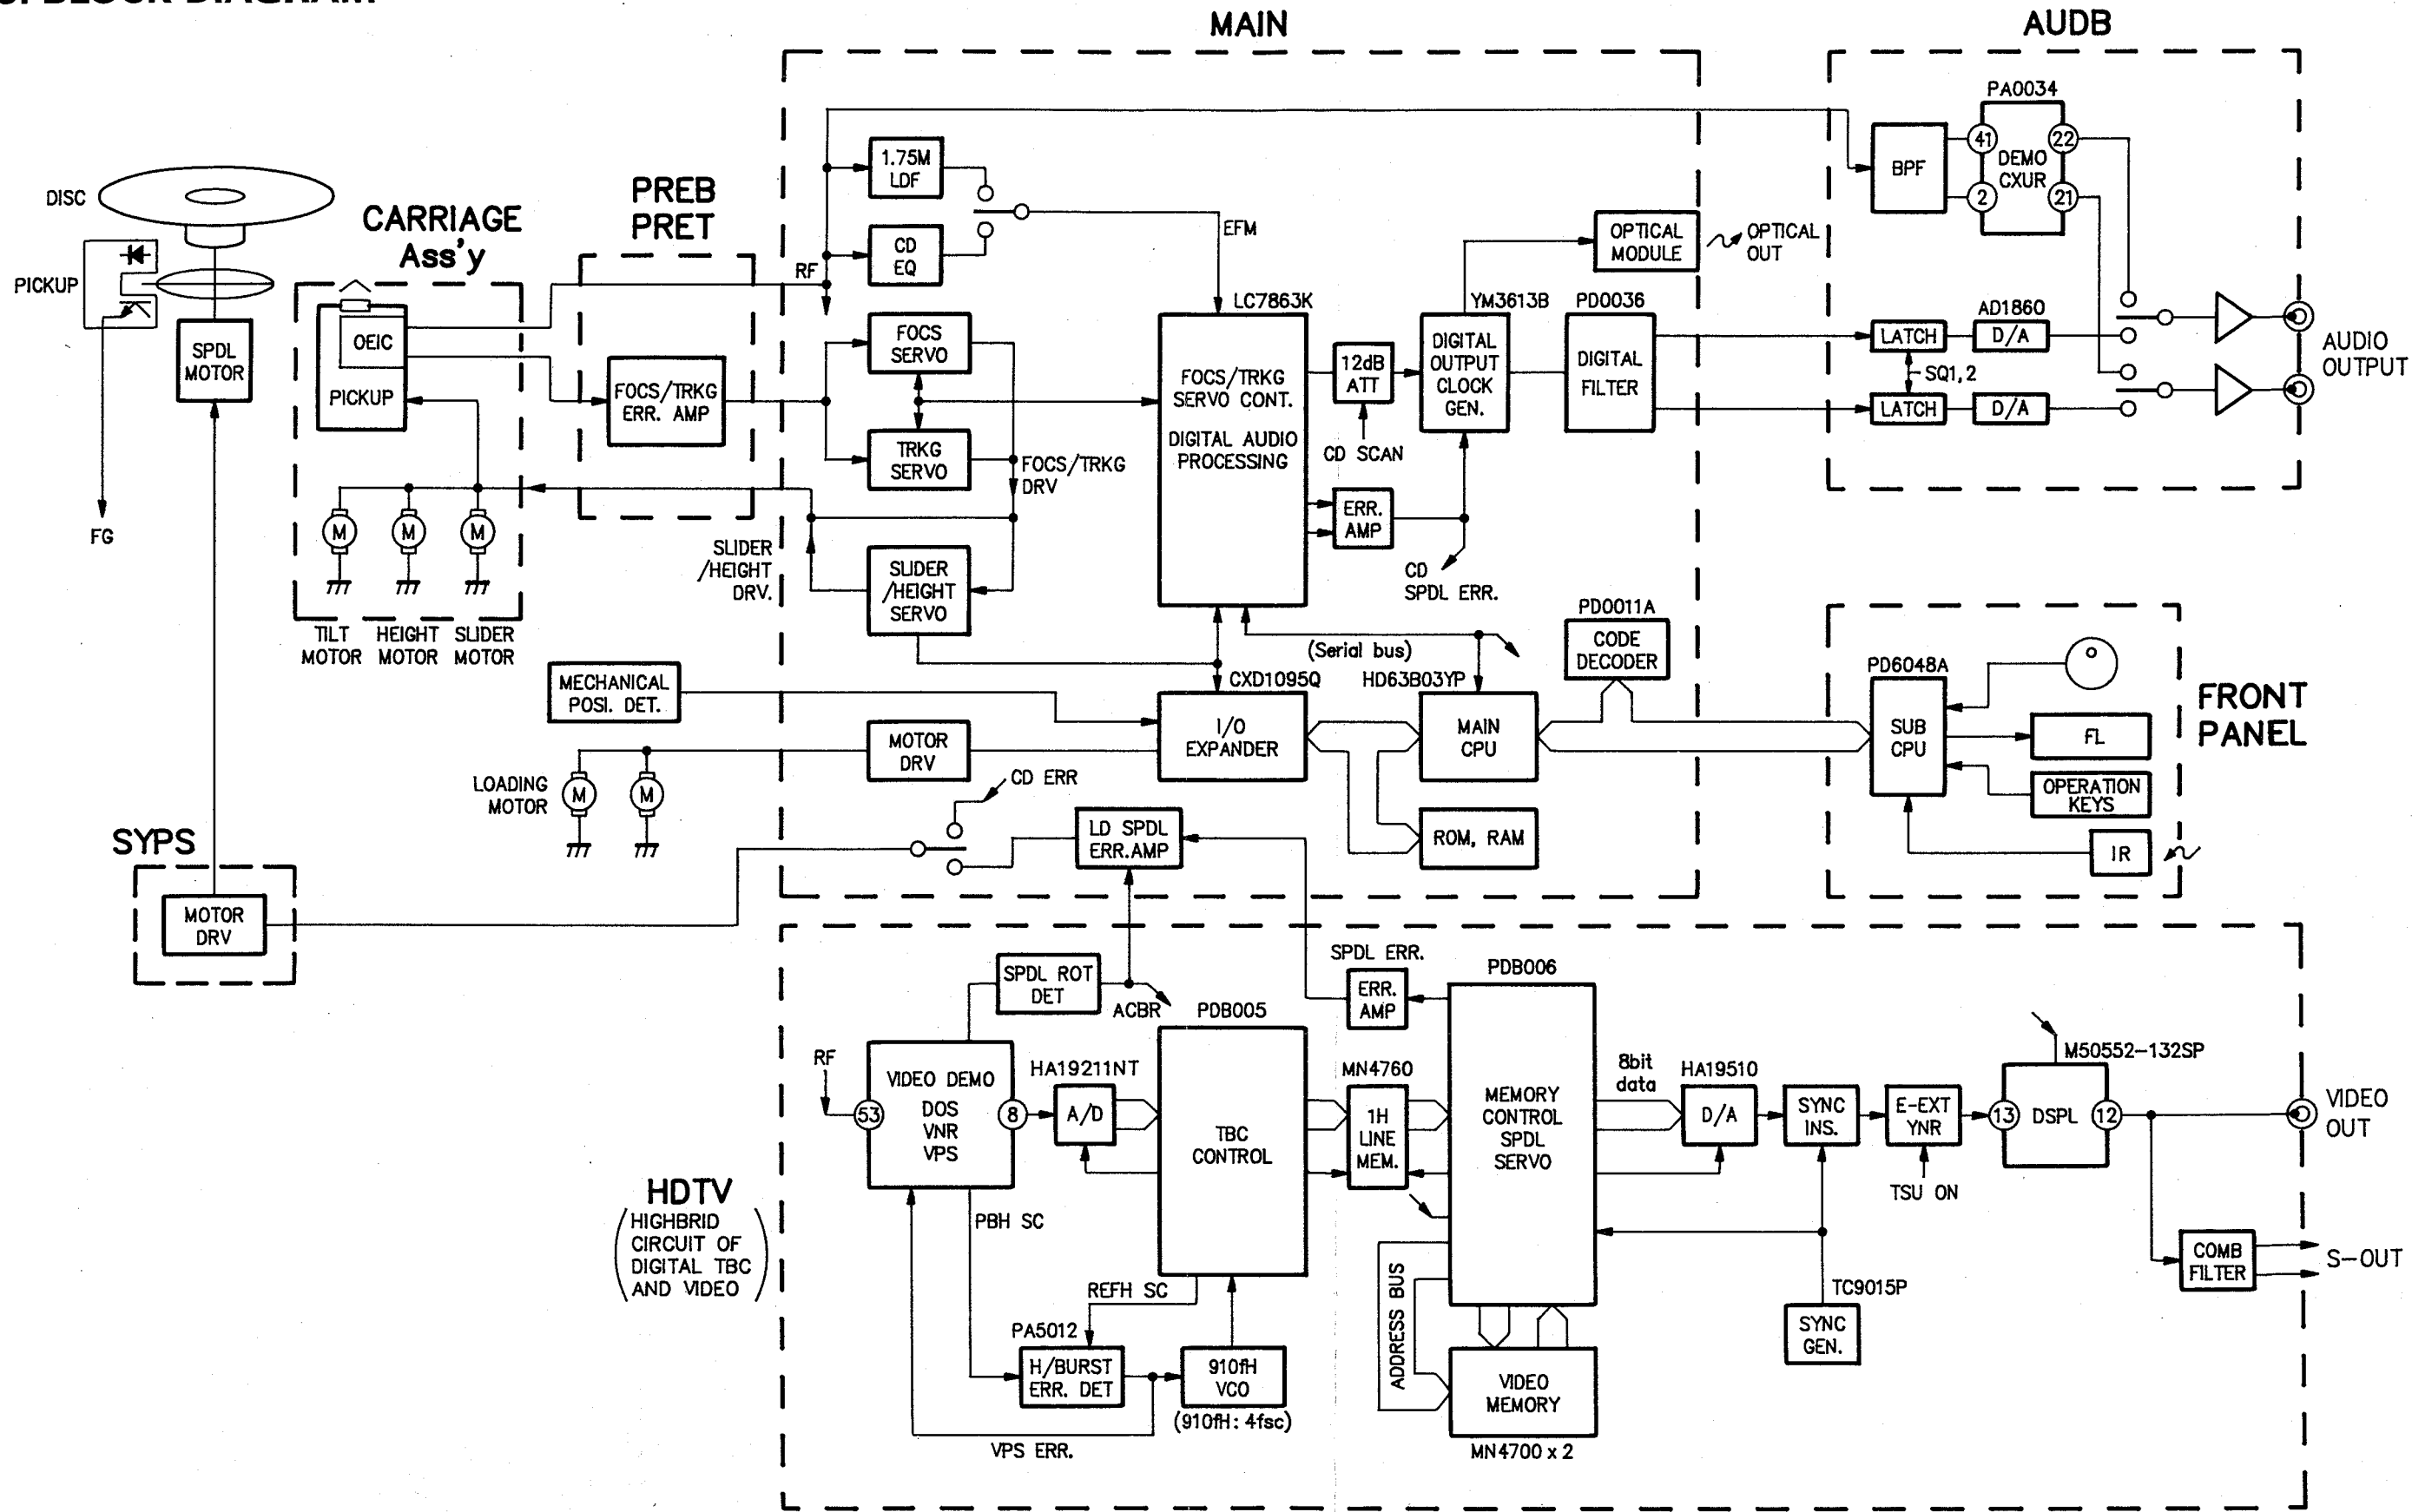 MAIN
AUDB
DISC
PICKUP
SPDL
MOTOR
FG
CARRIAGE
Ass'y
OEIC
PICKUP
M
M
M
TILT
MOTOR
HEIGHT
MOTOR
SLIDER
MOTOR
PREB
PRET
FOCS/TRKG
ERR. AMP
RF
1.75M
LDF
CD
EQ
EFM
FOCS
SERVO
TRKG
SERVO
FOCS/TRKG
DRV
SLIDER
/HEIGHT
DRV.
SLIDER
/HEIGHT
SERVO
LC7863K
FOCS/TRKG
SERVO CONT.
DIGITAL AUDIO
PROCESSING
12dB
ATT
CD SCAN
ERR.
AMP
CD
SPDL ERR.
YM3613B
DIGITAL
OUTPUT
CLOCK
GEN.
OPTICAL
MODULE
OPTICAL
OUT
PD0036
DIGITAL
FILTER
BPF
PA0034
41
22
DEMO
CXUR
2
21
LATCH
AD1860
D/A
SQ1,2
LATCH
D/A
AUDIO
OUTPUT
MECHANICAL
POSI. DET.
MOTOR
DRV
LOADING
MOTOR
M
M
CD ERR
LD SPDL
ERR.AMP
CXD1095Q
I/O
EXPANDER
(Serial bus)
HD63B03YP
MAIN
CPU
ROM, RAM
PD0011A
CODE
DECODER
PD6048A
SUB
CPU
FL
OPERATION
KEYS
IR
FRONT
PANEL
SYPS
MOTOR
DRV
HDTV
(HIGHBRID
CIRCUIT OF
DIGITAL TBC
AND VIDEO)
SPDL ROT
DET
ACBR
RF
53
VIDEO DEMO
DOS
VNR
VPS
8
HA19211NT
A/D
PDB005
TBC
CONTROL
SPDL ERR.
ERR.
AMP
MN4760
1H
LINE
MEM.
PDB006
MEMORY
CONTROL
SPDL
SERVO
8bit
data
HA19510
D/A
SYNC
INS.
E-EXT
YNR
TSU ON
M50552-132SP
13
DSPL
12
VIDEO
OUT
COMB
FILTER
S-OUT
TC9015P
SYNC
GEN.
PBH SC
REFH SC
PA5012
H/BURST
ERR. DET
910fH
VCO
(910fH: 4fsc)
VPS ERR.
ADDRESS BUS
VIDEO
MEMORY
MN4700 x 2